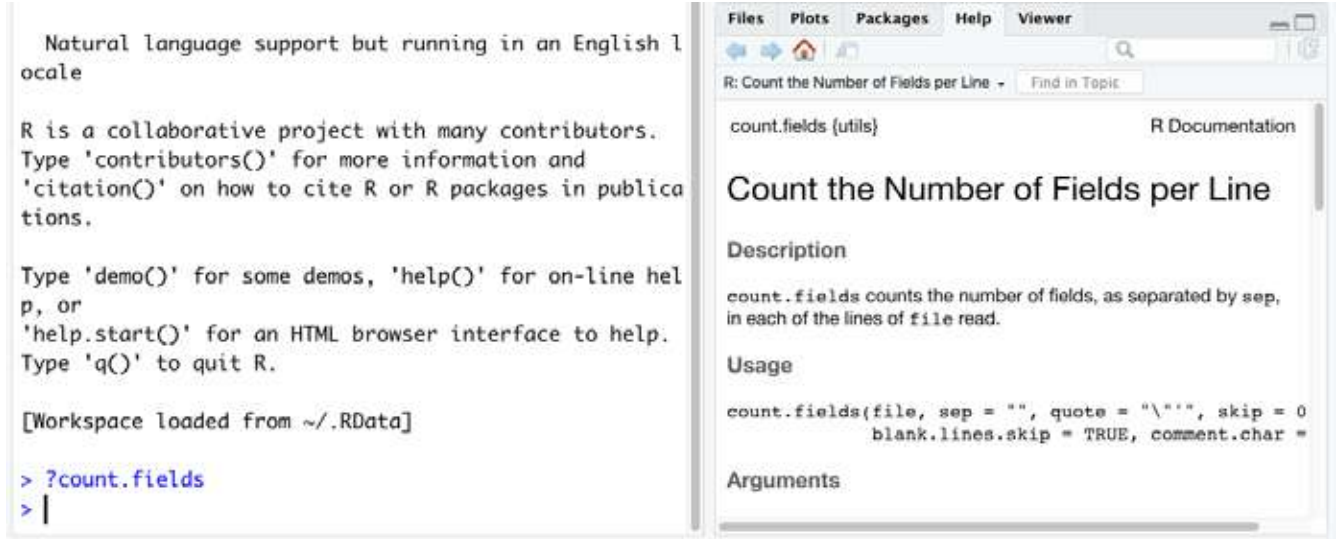 Natural language support but running in an English l
ocale
R is a collaborative project with many contributors.
Type 'contributors()' for more information and
'citation()' on how to cite R or R packages in publica
tions.
Type 'demo()' for some demos, 'help()' for on-line hel
p, or
'help.start()' for an HTML browser interface to help.
Type 'q()' to quit R.
[Workspace loaded from ~/.RData]
> ?count.fields
>
Files Plots Packages Help Viewer
R: Count the Number of Fields per Line Find in Topic
count.fields {utils} R Documentation
Count the Number of Fields per Line
Description
count.fields counts the number of fields, as separated by sep,
in each of the lines of file read.
Usage
count.fields(file, sep = "", quote = "\"'", skip = 0
blank.lines.skip = TRUE, comment.char =
Arguments